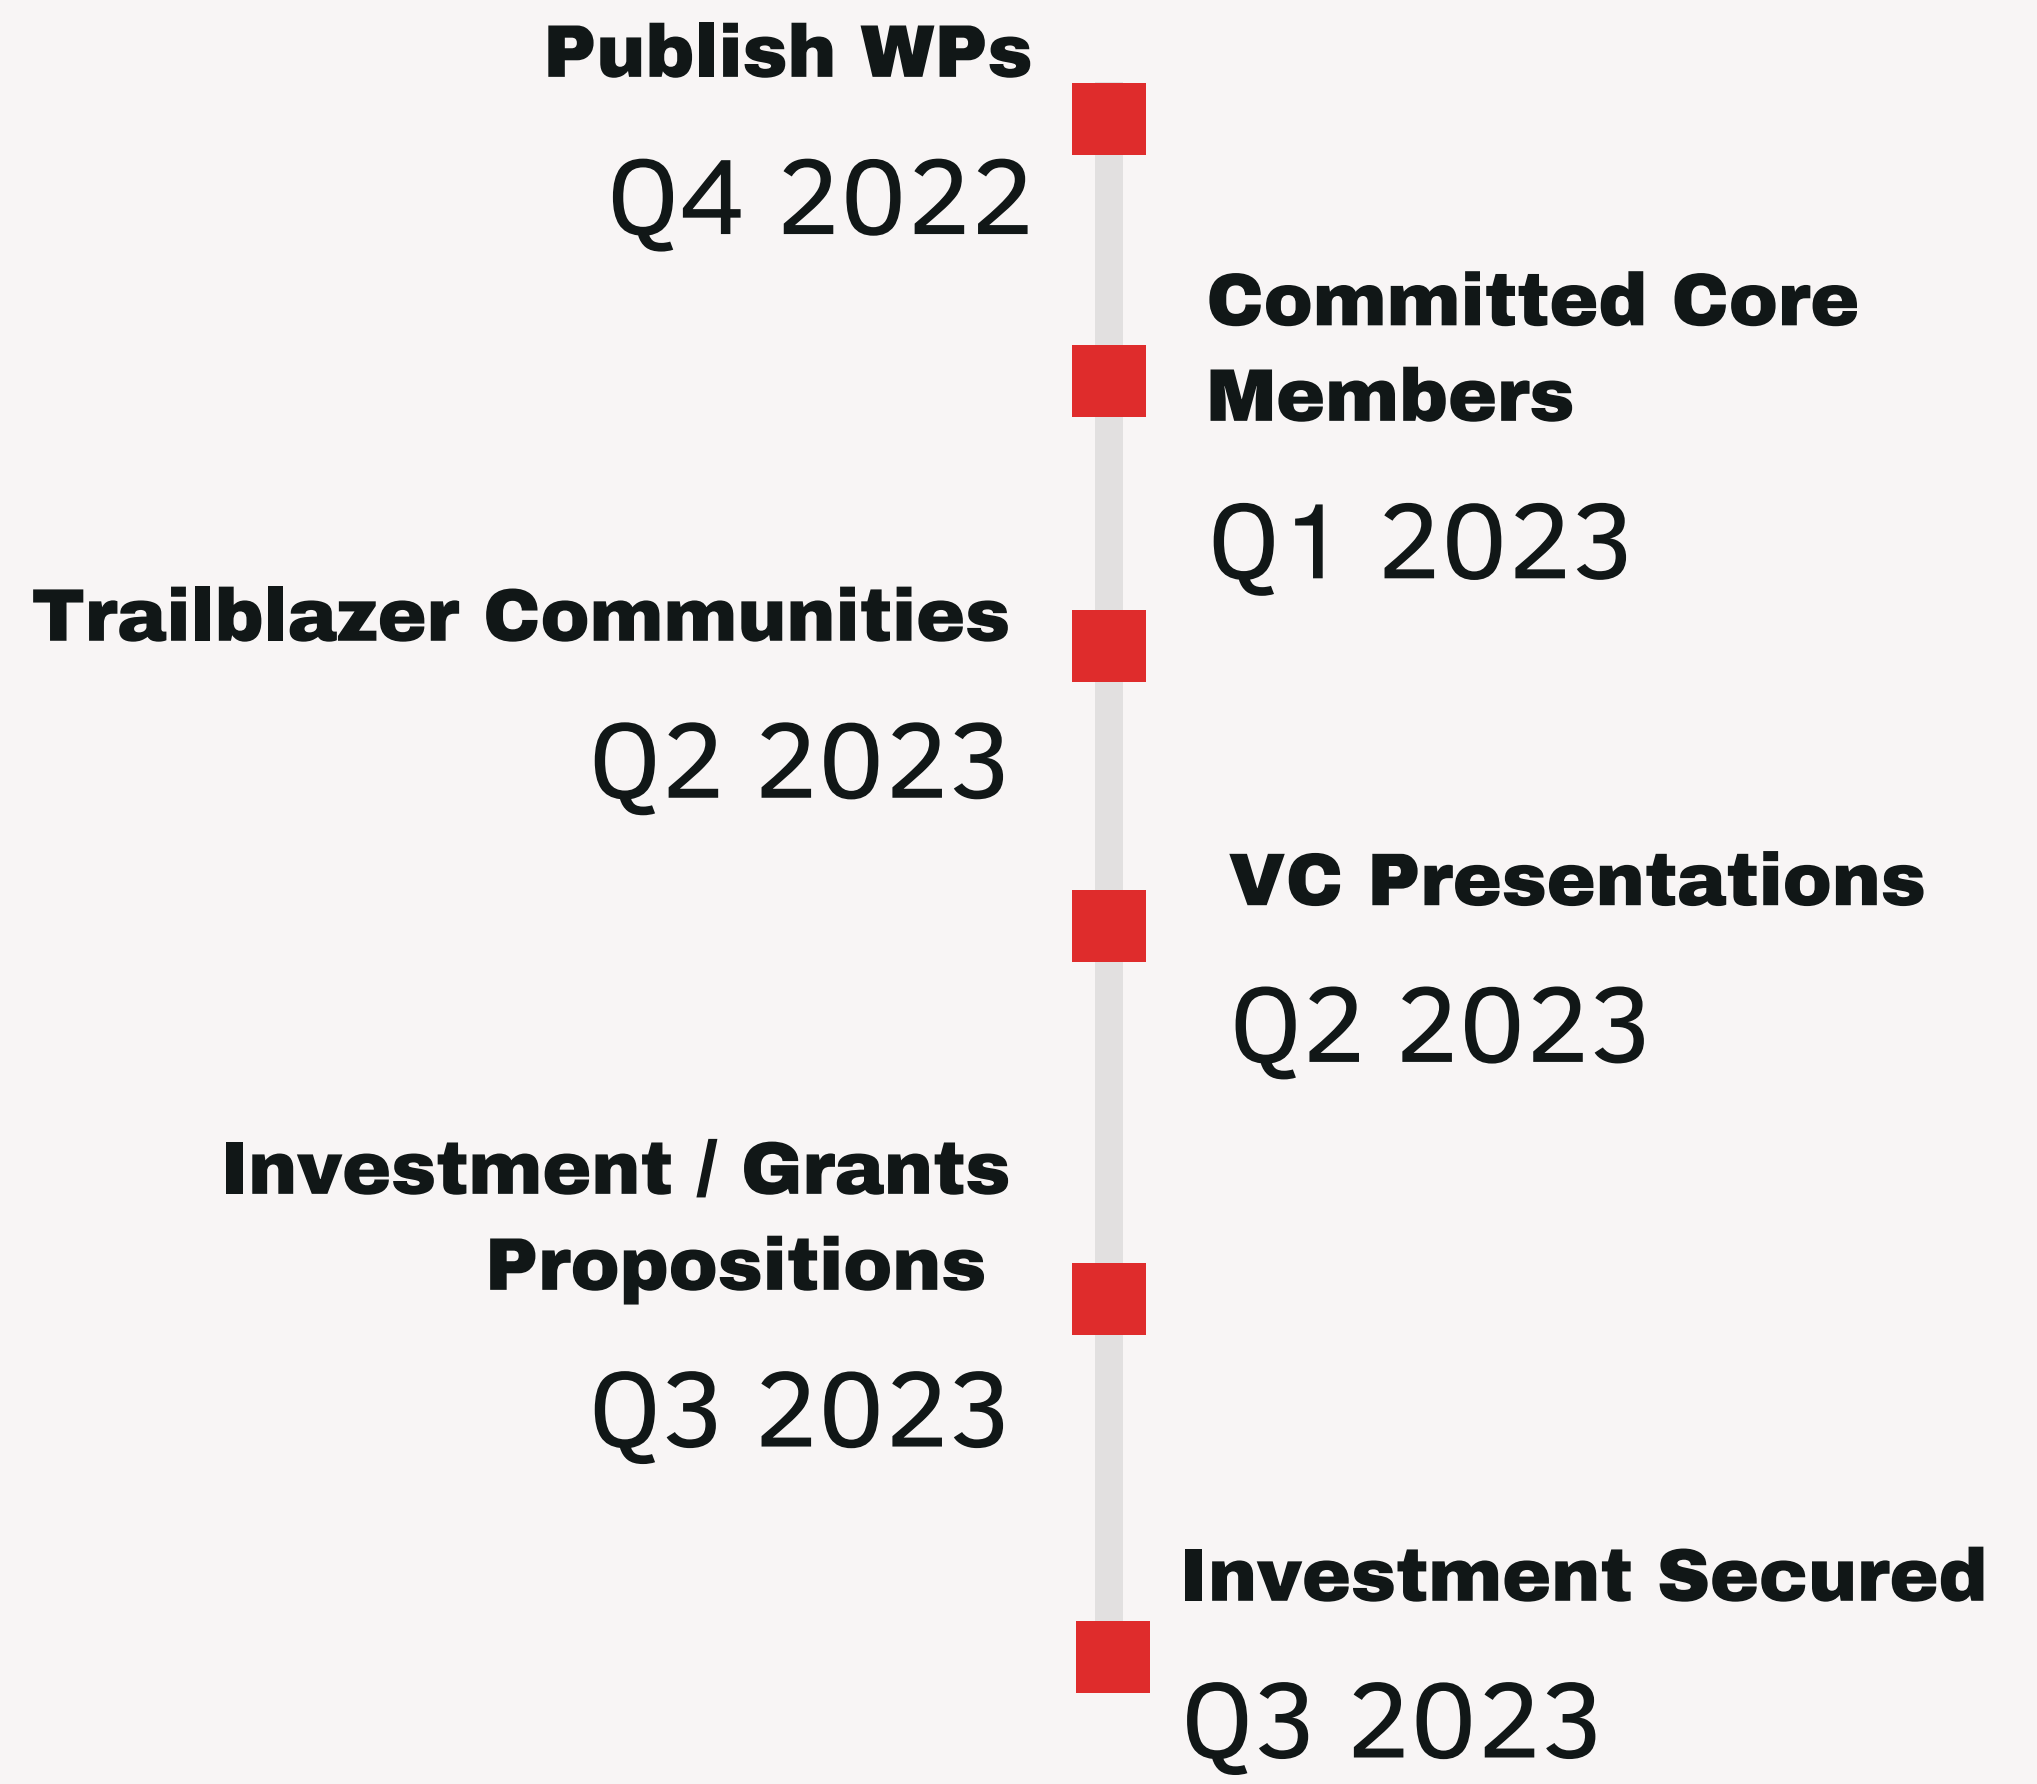 Publish WPs
Q4 2022
Committed Core
Members
Q1 2023
Trailblazer Communities
Q2 2023
VC Presentations
Q2 2023
Investment / Grants
Propositions
Q3 2023
Investment Secured
Q3 2023